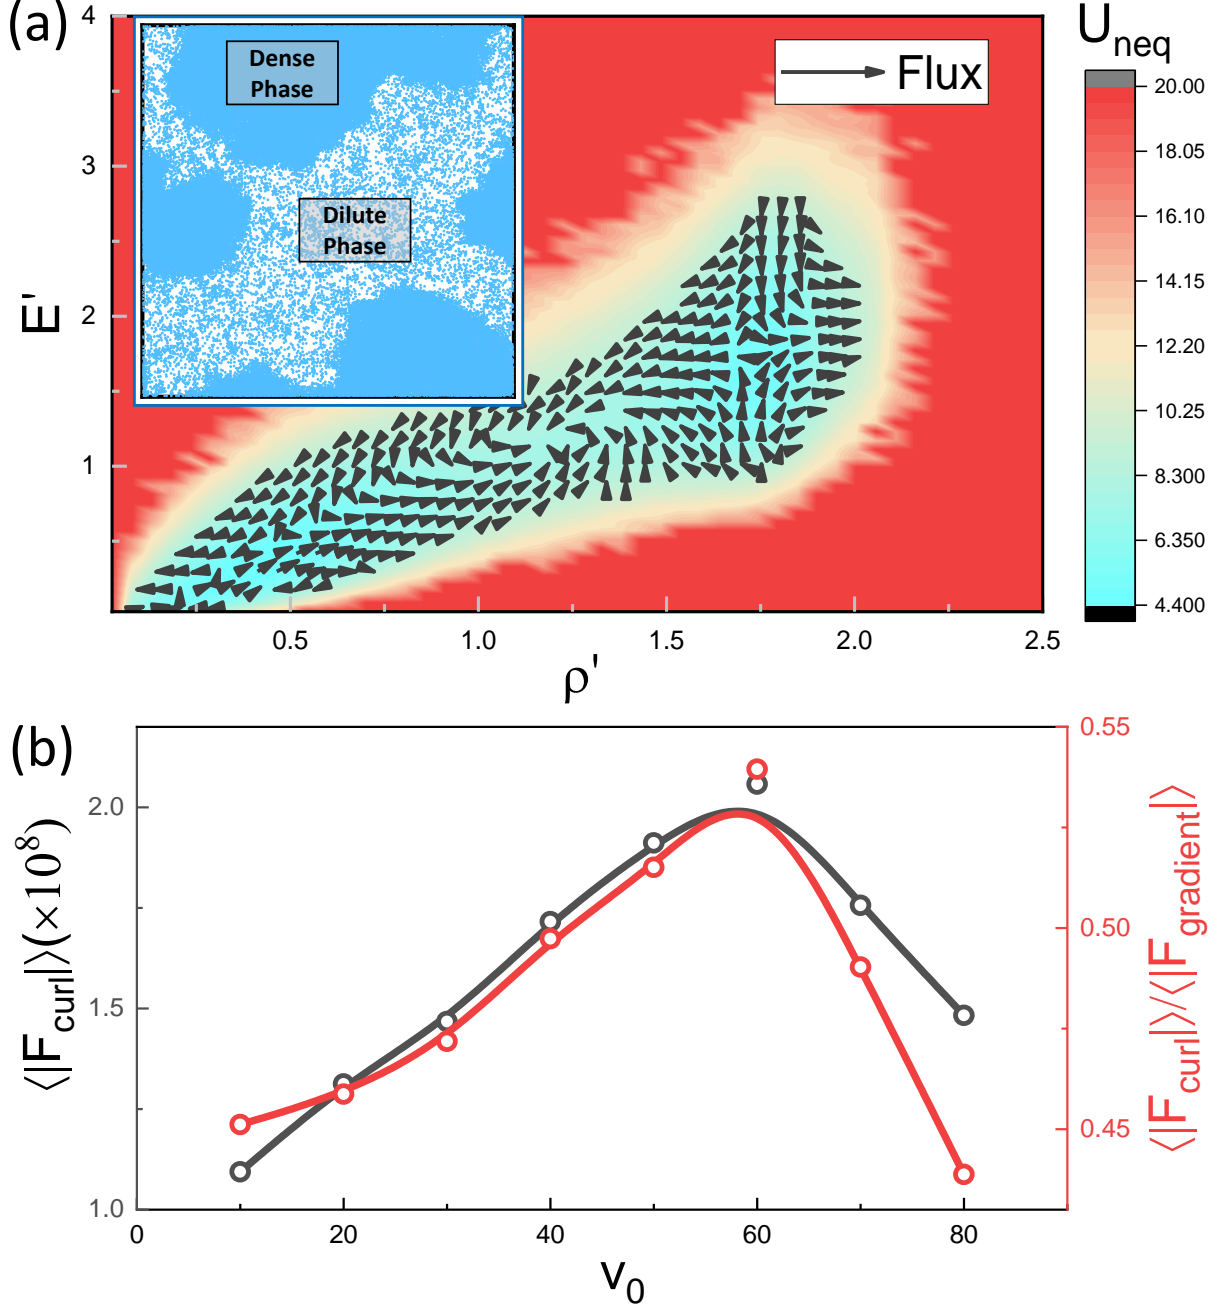 (a)
4
3
2
1
E'
Dense
Phase
Dilute
Phase
Flux
0.5
1.0
1.5
2.0
2.5
ρ'
U_neq
20.00
18.05
16.10
14.15
12.20
10.25
8.300
6.350
4.400
(b)
2.0
1.5
1.0
⟨|F_curl|⟩(×10^8)
0
20
40
60
80
v_0
0.55
0.50
0.45
⟨|F_curl|⟩/⟨|F_gradient|⟩